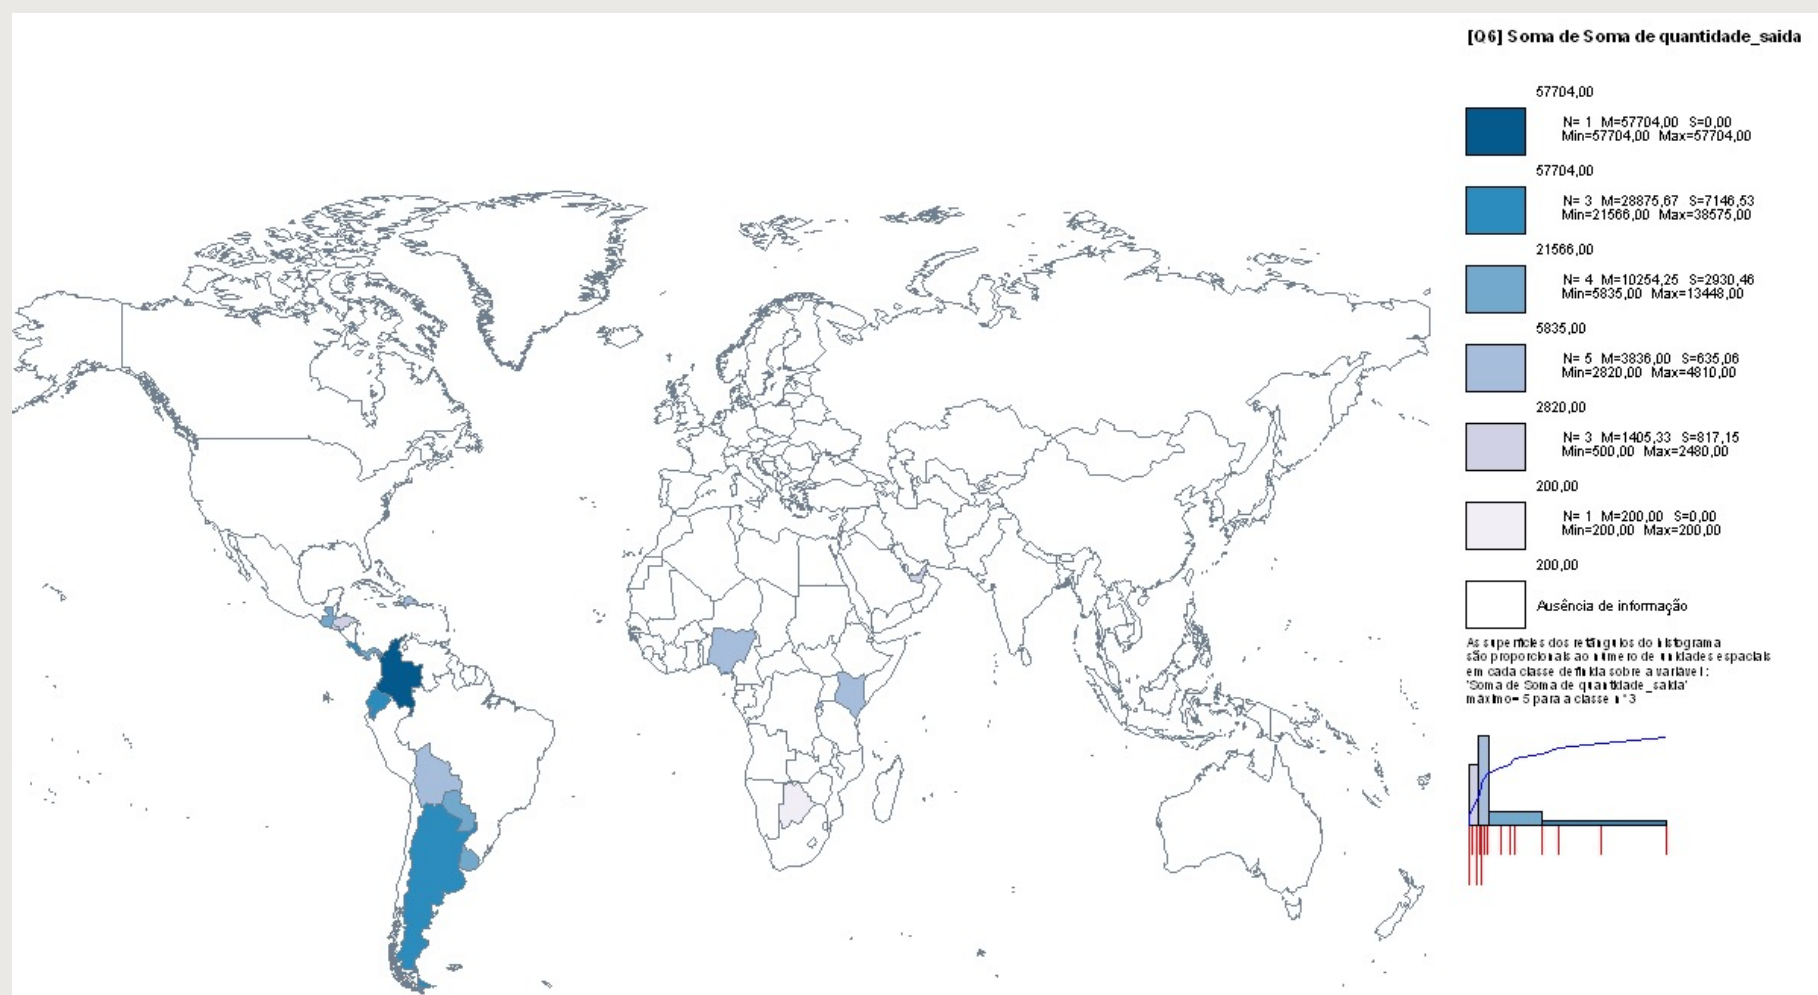 [Q6] Soma de Soma de quantidade_saida
57704,00
N= 1 M=57704,00 S=0,00
Min=57704,00 Max=57704,00
57704,00
N= 3 M=28875,67 S=7146,53
Min=21566,00 Max=38575,00
21566,00
N= 4 M=10254,25 S=2930,46
Min=5835,00 Max=13448,00
5835,00
N= 5 M=3836,00 S=635,06
Min=2820,00 Max=4810,00
2820,00
N= 3 M=1405,33 S=817,15
Min=500,00 Max=2480,00
200,00
N= 1 M=200,00 S=0,00
Min=200,00 Max=200,00
200,00
Ausência de informação
As superfícies dos retângulos do histograma
são proporcionais ao número de unidades espaciais
em cada classe definida sobre a variável :
'Soma de Soma de quantidade_saida'
máximo= 5 para a classe n° 3